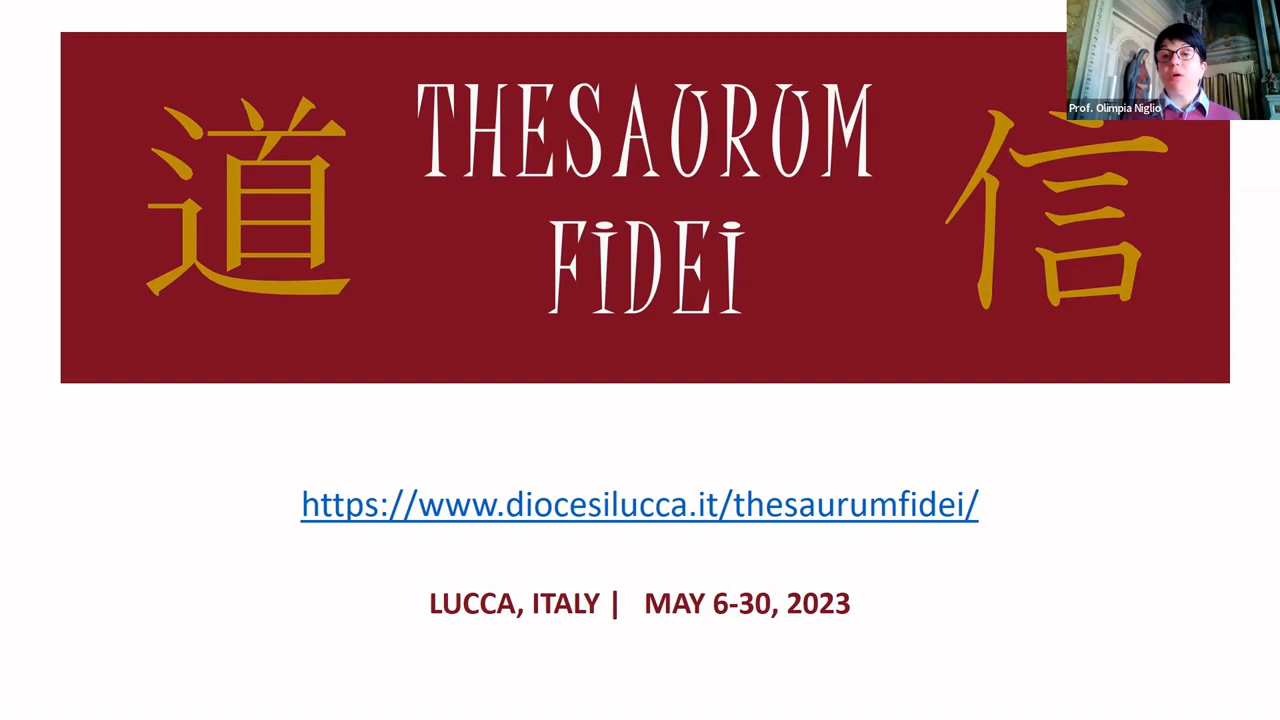 道
THESAURUM
FIDEI
信
Prof. Olimpia Niglio
https://www.diocesilucca.it/thesaurumfidei/
LUCCA, ITALY | MAY 6-30, 2023